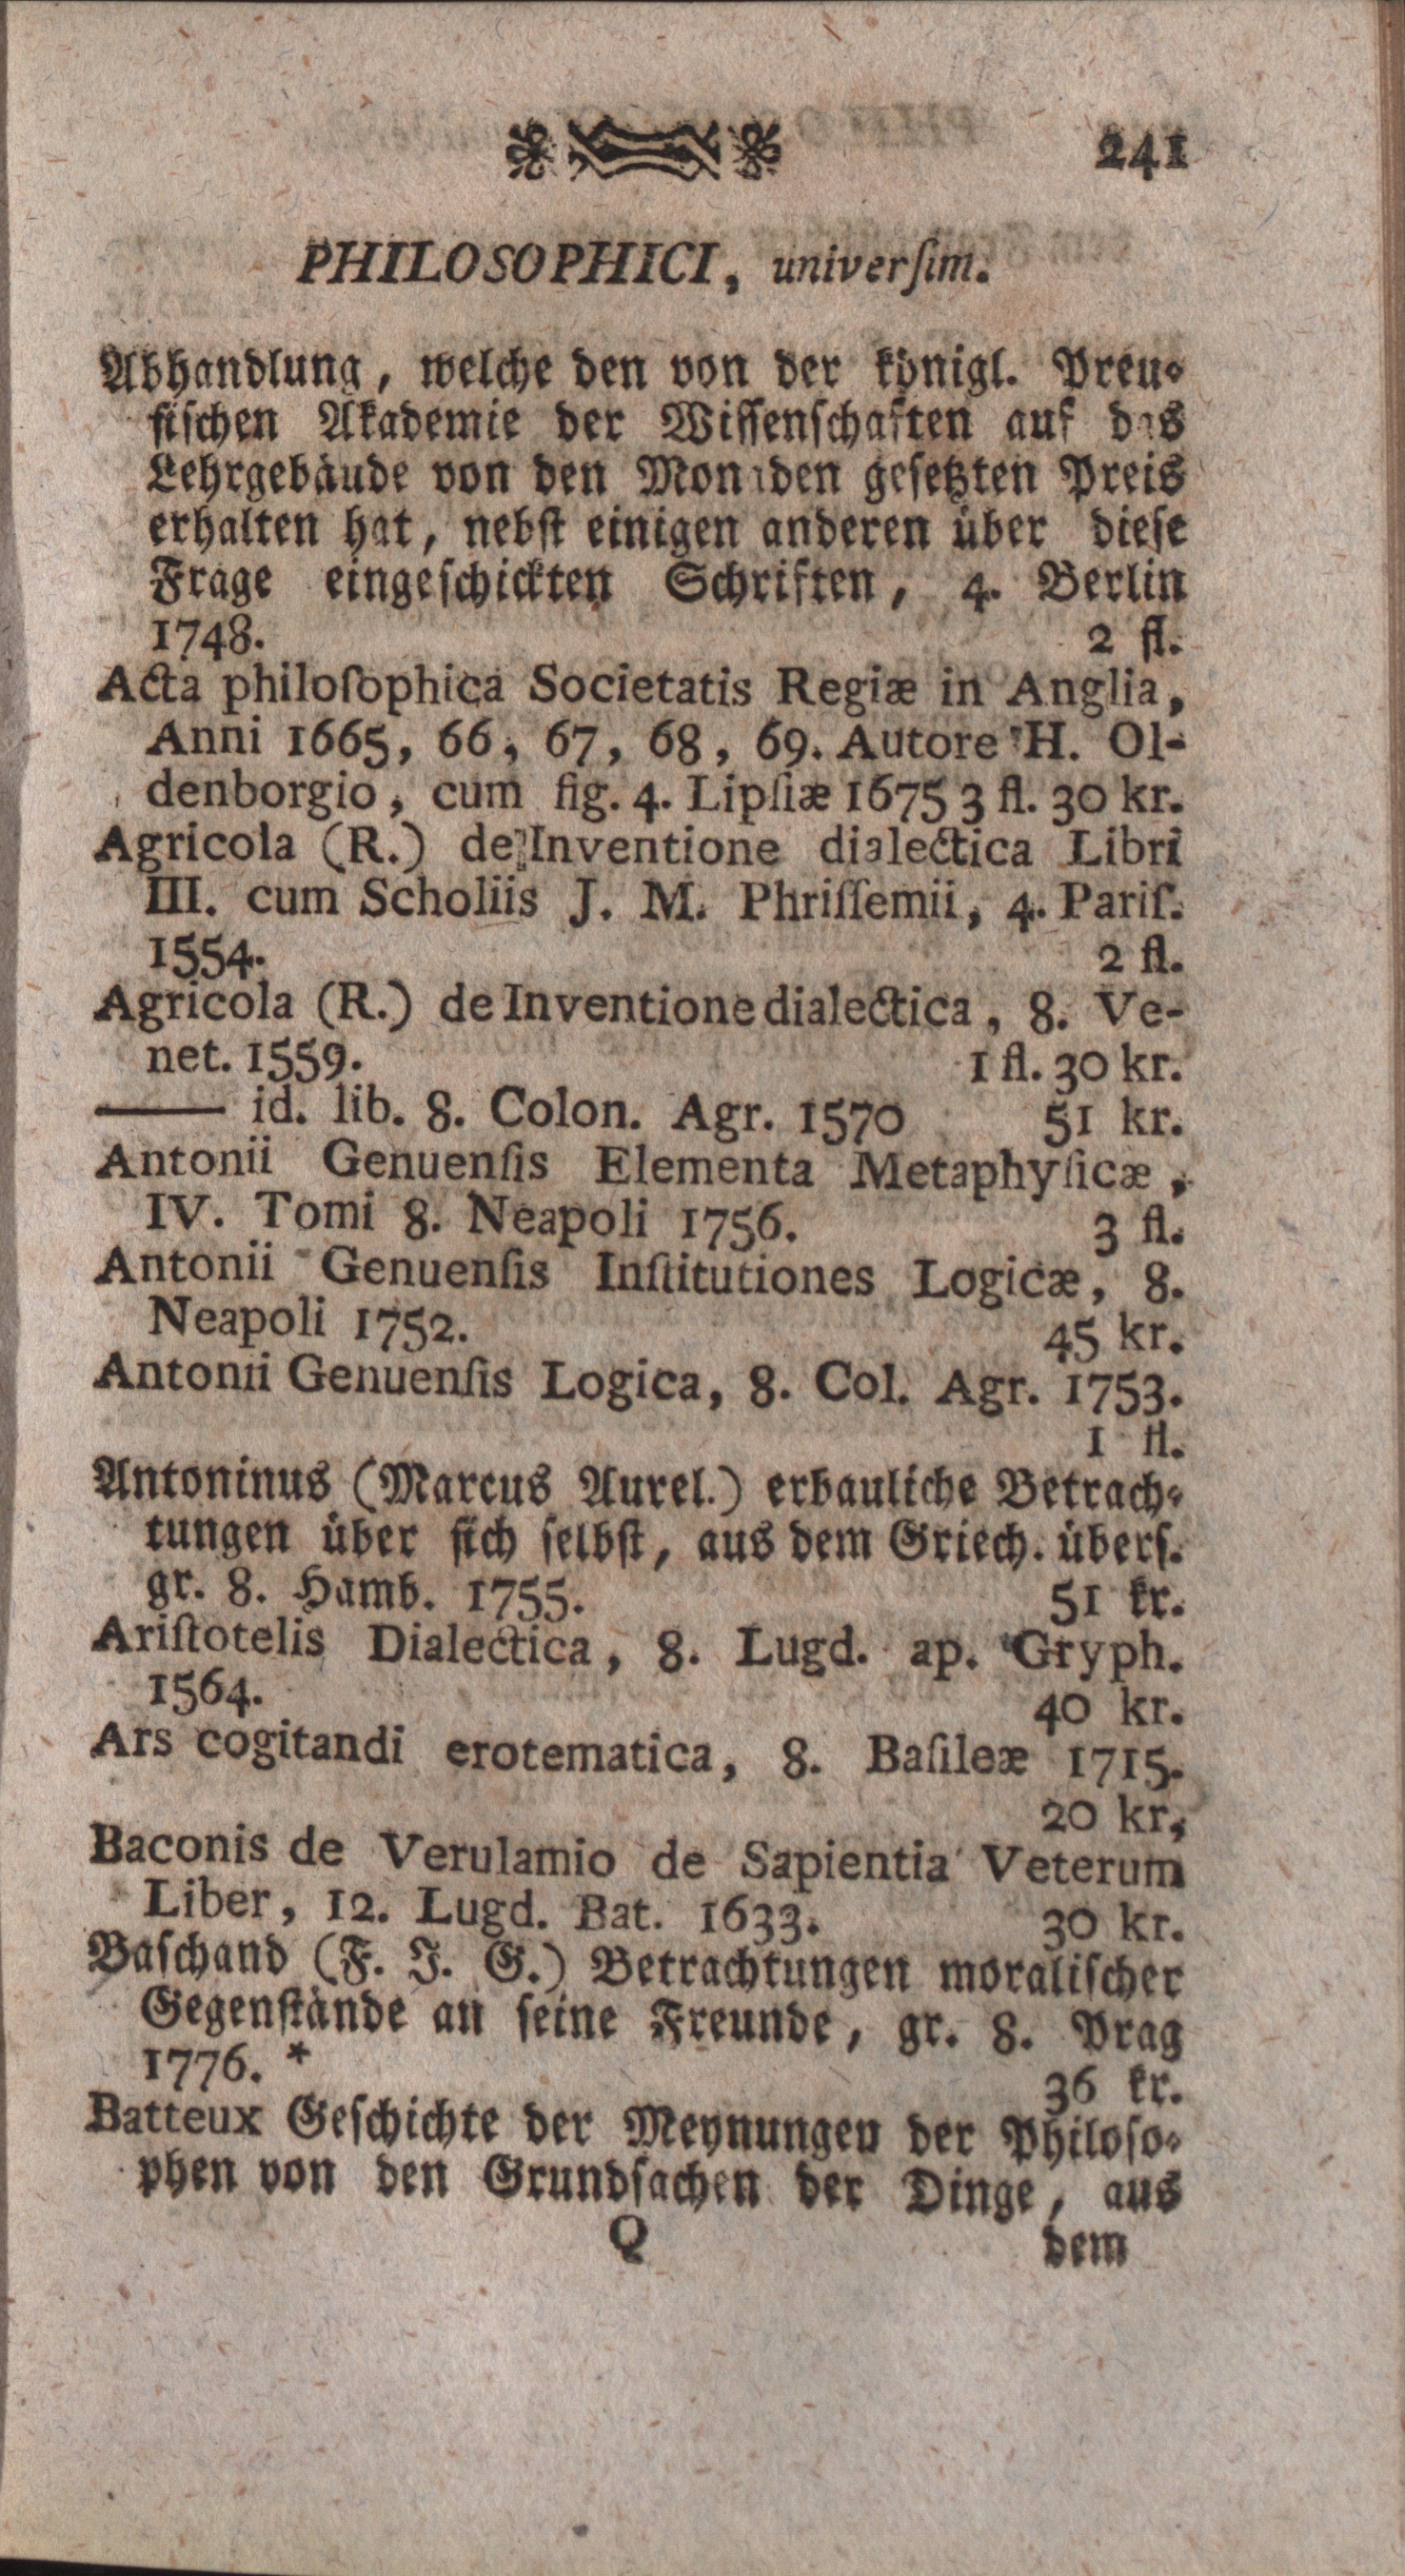 241
PHILOSOPHICI, univerſim.
Abhandlung, welche den von der königl. Preu-
ſiſchen Akademie der Wiſſenſchaften auf das
Lehrgebäude von den Monaden geſetzten Preis
erhalten hat, nebſt einigen anderen über dieſe
Frage eingeſchickten Schriften, 4. Berlin
1748. 2 fl.
Acta philoſophica Societatis Regiæ in Anglia,
Anni 1665, 66, 67, 68, 69. Autore H. Ol-
denborgio, cum fig. 4. Lipſiæ 1675 3 fl. 30 kr.
Agricola (R.) de Inventione dialectica Libri
III. cum Scholiis J. M. Phriſſemii, 4. Pariſ.
1554. 2 fl.
Agricola (R.) de Inventione dialectica, 8. Ve-
net. 1559. 1 fl. 30 kr.
—— id. lib. 8. Colon. Agr. 1570 51 kr.
Antonii Genuenſis Elementa Metaphyſicæ,
IV. Tomi 8. Neapoli 1756. 3 fl.
Antonii Genuenſis Inſtitutiones Logicæ, 8.
Neapoli 1752. 45 kr.
Antonii Genuenſis Logica, 8. Col. Agr. 1753.
1 fl.
Antoninus (Marcus Aurel.) erbauliche Betrach-
tungen über ſich ſelbſt, aus dem Griech. überſ.
gr. 8. Hamb. 1755. 51 kr.
Ariſtotelis Dialectica, 8. Lugd. ap. Gryph.
1564. 40 kr.
Ars cogitandi erotematica, 8. Baſileæ 1715.
20 kr.
Baconis de Verulamio de Sapientia Veterum
Liber, 12. Lugd. Bat. 1633. 30 kr.
Baſchand (F. J. G.) Betrachtungen moraliſcher
Gegenſtände an ſeine Freunde, gr. 8. Prag
1776. * 36 kr.
Batteux Geſchichte der Meynungen der Philoſo-
phen von den Grundſachen der Dinge, aus
Q dem